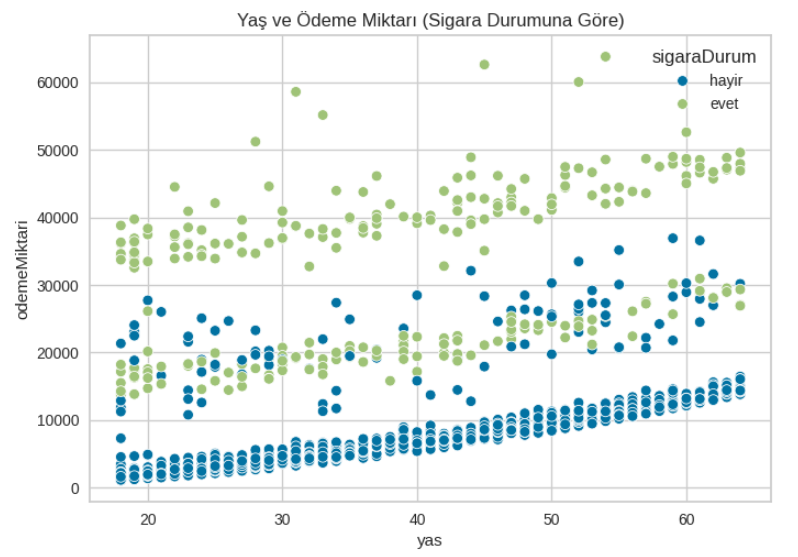 Yaş ve Ödeme Miktarı (Sigara Durumuna Göre)
sigaraDurum
hayir
evet
60000
50000
40000
30000
20000
10000
0
odemeMiktari
20
30
40
50
60
yas